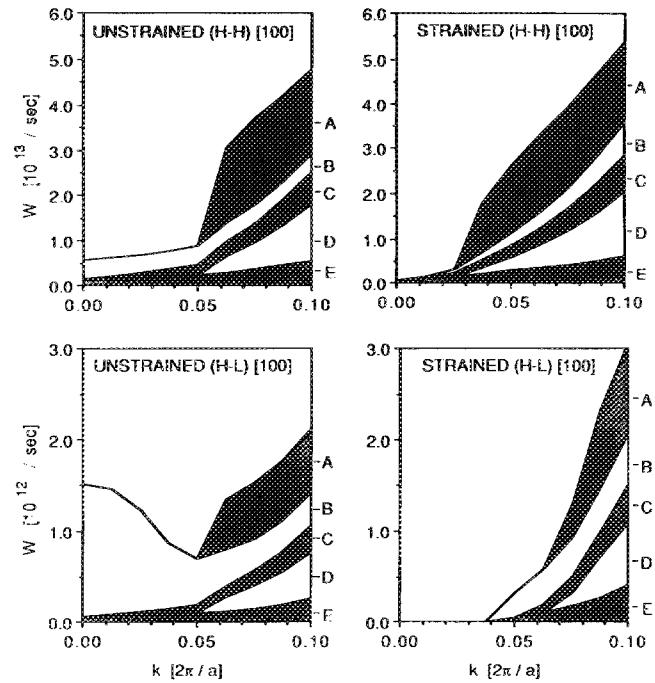 UNSTRAINED (H-H) [100]
W [10^13 / sec]
6.0
5.0
4.0
3.0
2.0
1.0
0.0
0.00 0.05 0.10
A
B
C
D
E
STRAINED (H-H) [100]
6.0
5.0
4.0
3.0
2.0
1.0
0.0
0.00 0.05 0.10
A
B
C
D
E
UNSTRAINED (H-L) [100]
W [10^12 / sec]
3.0
2.0
1.0
0.0
0.00 0.05 0.10
k [2π / a]
A
B
C
D
E
STRAINED (H-L) [100]
3.0
2.0
1.0
0.0
0.00 0.05 0.10
k [2π / a]
A
B
C
D
E